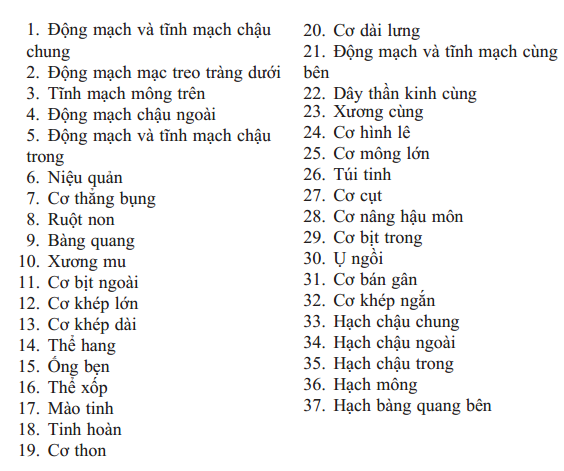 1. Động mạch và tĩnh mạch chậu
chung
2. Động mạch mạc treo tràng dưới
3. Tĩnh mạch mông trên
4. Động mạch chậu ngoài
5. Động mạch và tĩnh mạch chậu
trong
6. Niệu quản
7. Cơ thẳng bụng
8. Ruột non
9. Bàng quang
10. Xương mu
11. Cơ bịt ngoài
12. Cơ khép lớn
13. Cơ khép dài
14. Thể hang
15. Ống bẹn
16. Thể xốp
17. Mào tinh
18. Tinh hoàn
19. Cơ thon
20. Cơ dài lưng
21. Động mạch và tĩnh mạch cùng
bên
22. Dây thần kinh cùng
23. Xương cùng
24. Cơ hình lê
25. Cơ mông lớn
26. Túi tinh
27. Cơ cụt
28. Cơ nâng hậu môn
29. Cơ bịt trong
30. Ụ ngồi
31. Cơ bán gân
32. Cơ khép ngắn
33. Hạch chậu chung
34. Hạch chậu ngoài
35. Hạch chậu trong
36. Hạch mông
37. Hạch bàng quang bên